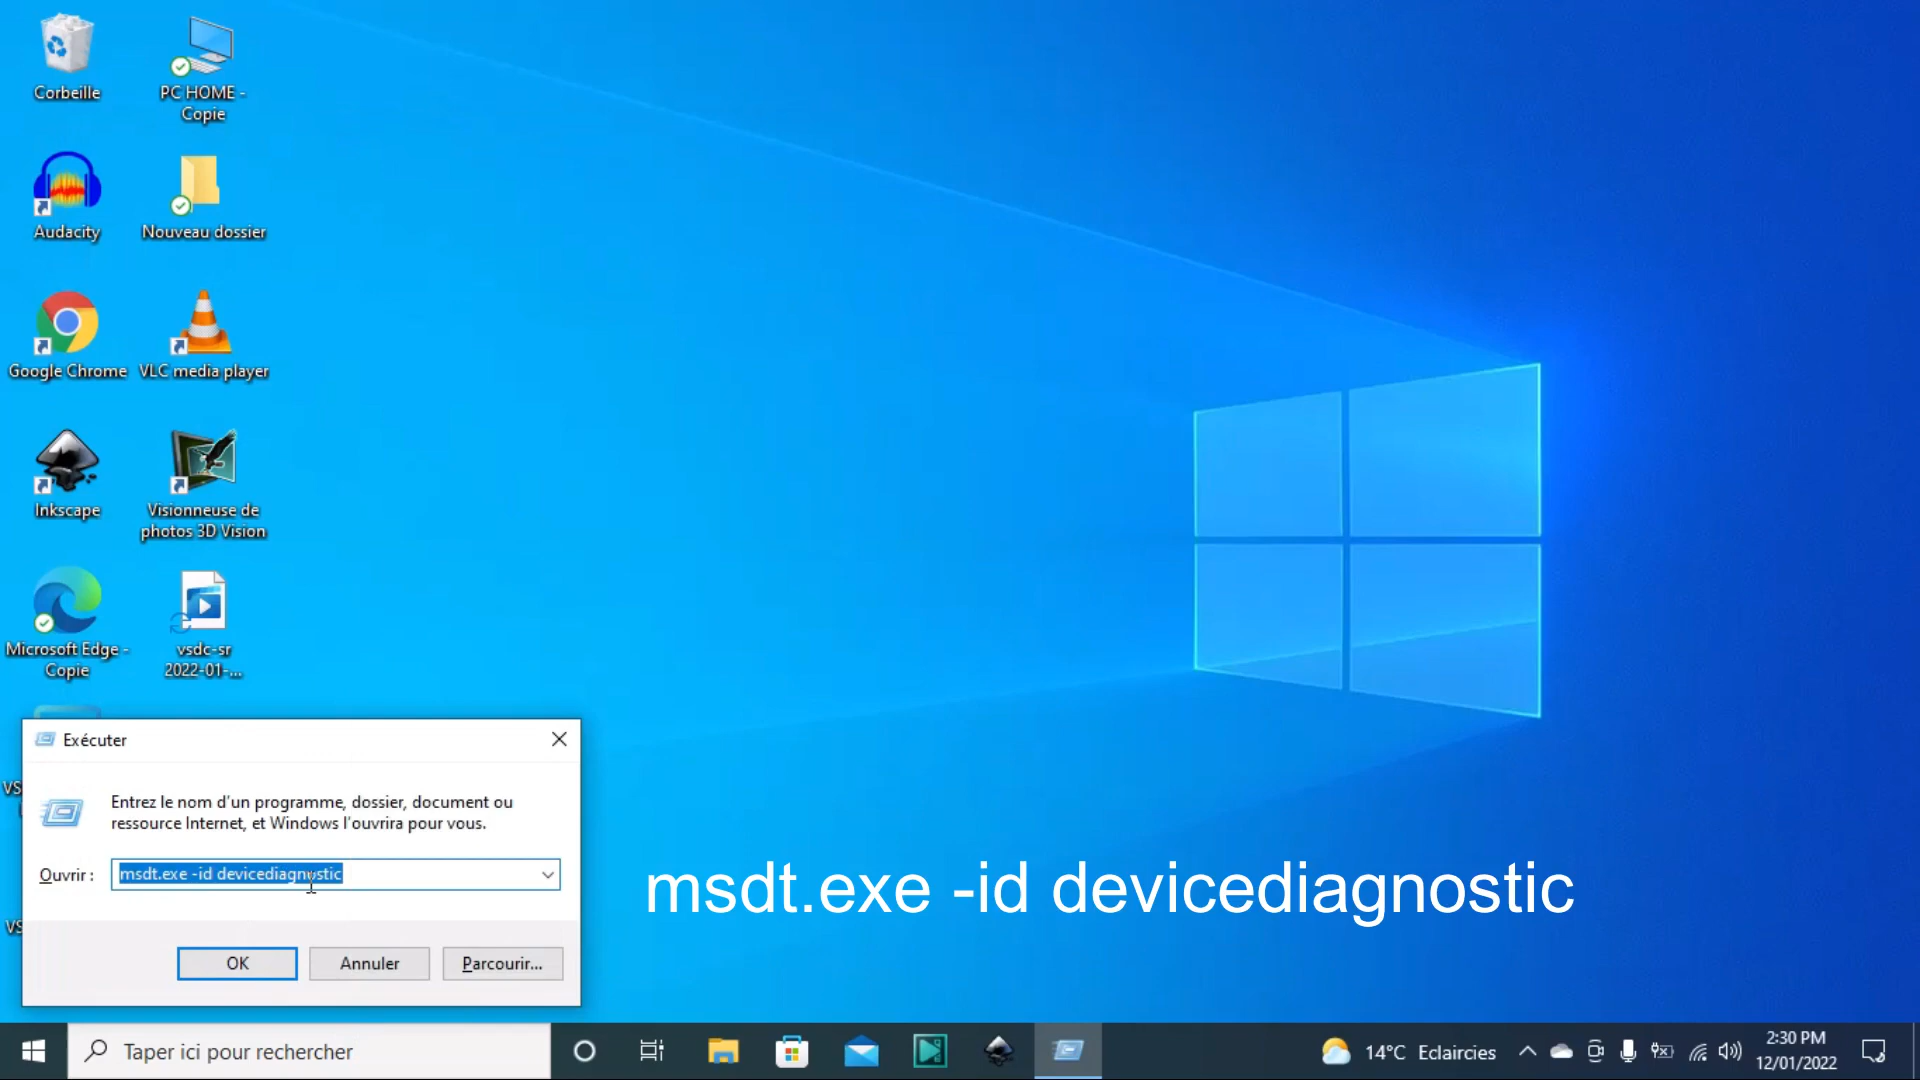 Corbeille
PC HOME -
Copie
Audacity
Nouveau dossier
Google Chrome
VLC media player
Inkscape
Visionneuse de
photos 3D Vision
Microsoft Edge -
Copie
vsdc-sr
2022-01-...
VS
VS
Exécuter
Entrez le nom d'un programme, dossier, document ou
ressource Internet, et Windows l'ouvrira pour vous.
Ouvrir :
msdt.exe -id devicediagnostic
OK
Annuler
Parcourir...
msdt.exe -id devicediagnostic
Taper ici pour rechercher
14°C Eclaircies
2:30 PM
12/01/2022